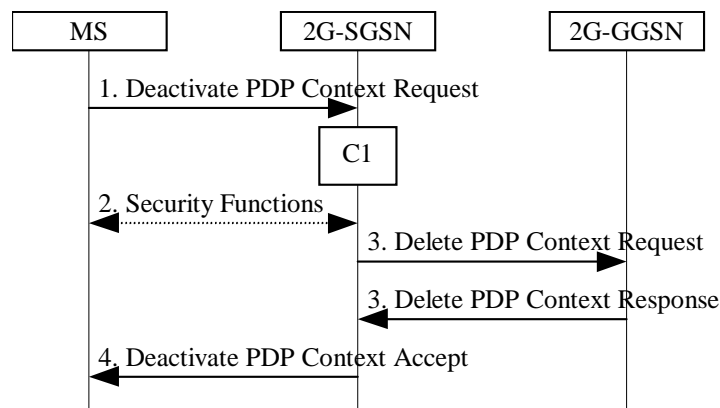 MS 2G-SGSN 2G-GGSN
1. Deactivate PDP Context Request
C1
2. Security Functions
3. Delete PDP Context Request
3. Delete PDP Context Response
4. Deactivate PDP Context Accept